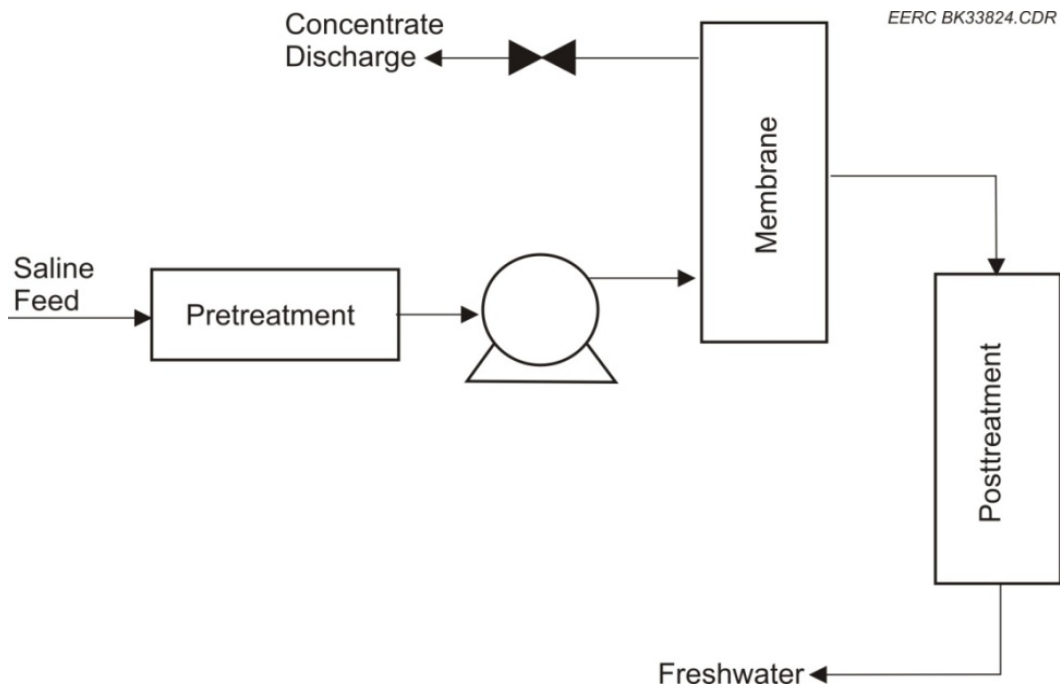 EERC BK33824.CDR
Concentrate
Discharge
Membrane
Saline
Feed
Pretreatment
Posttreatment
Freshwater